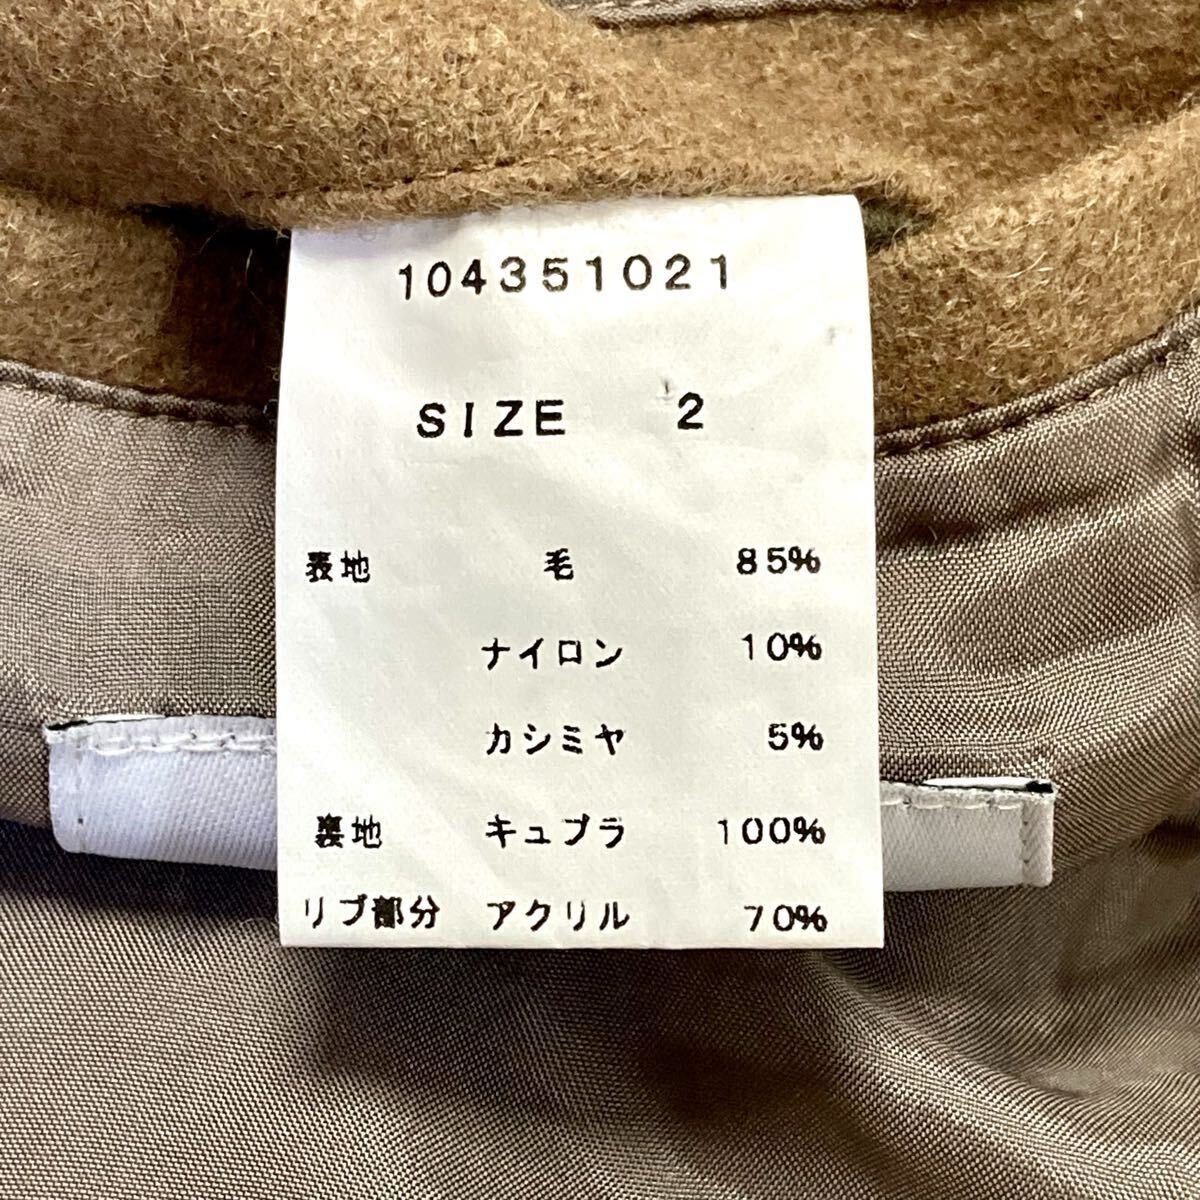 104351021
SIZE 2
表地 毛 85%
ナイロン 10%
カシミヤ 5%
裏地 キュプラ 100%
リブ部分 アクリル 70%